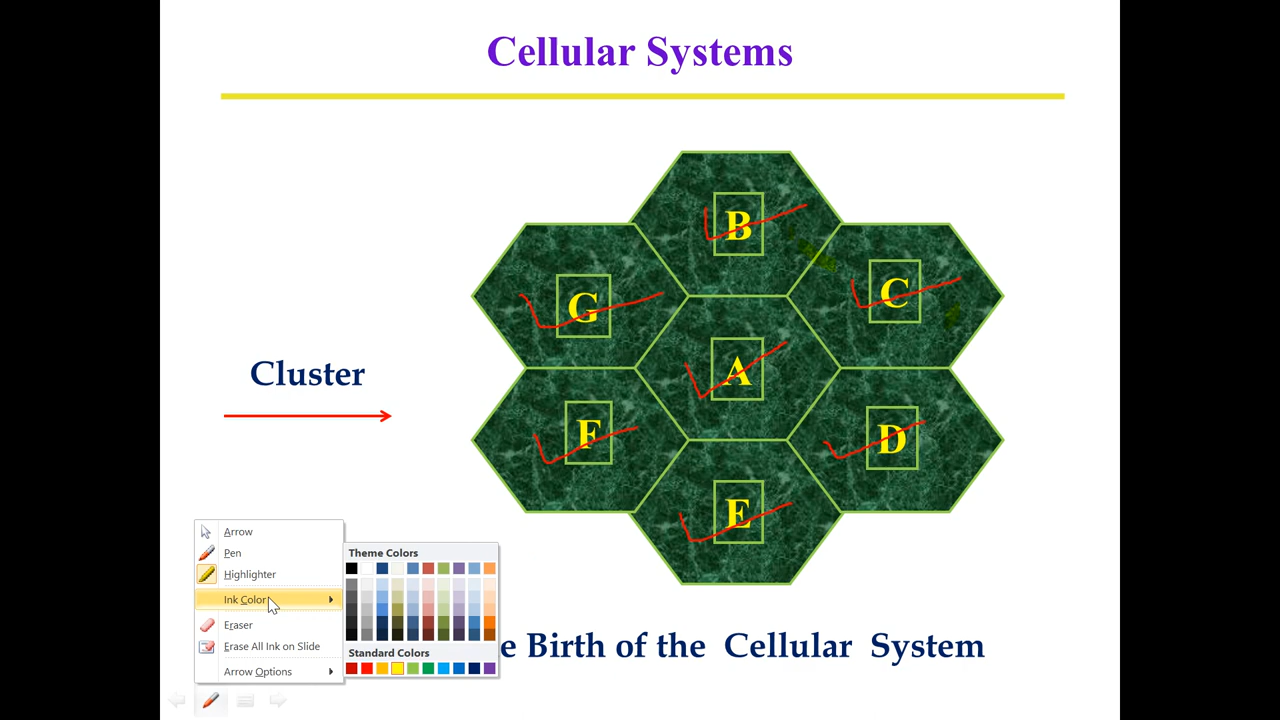 Cellular Systems
B
G
C
A
Cluster
F
D
E
Arrow
Pen
Highlighter
Ink Color
Eraser
Erase All Ink on Slide
Arrow Options
Theme Colors
Standard Colors
e Birth of the Cellular System